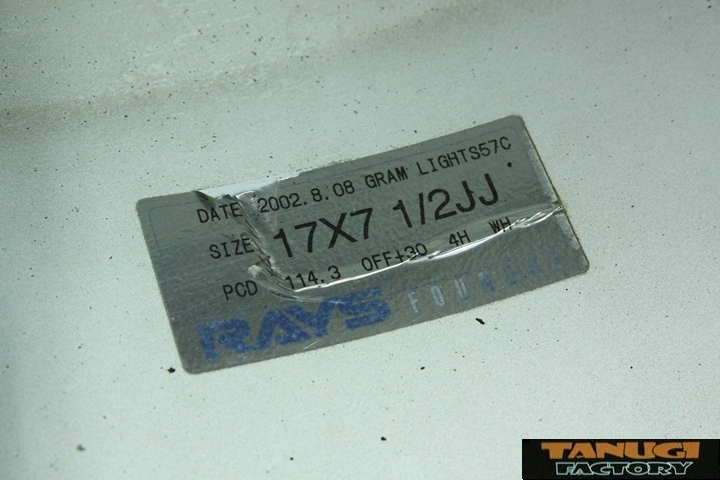 DATE 2002.8.08 GRAM LIGHTS57C
SIZE 17X7 1/2JJ
PCD 114.3 OFF+30 4H WH
RAYS FOUNDRY
TANUGI
FACTORY